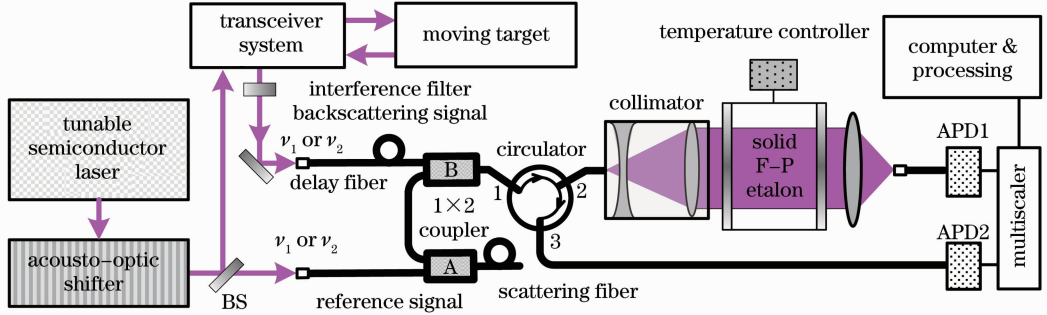 transceiver
system
moving target
temperature controller
computer &
processing
interference filter
backscattering signal
collimator
tunable
semiconductor
laser
ν₁ or ν₂
delay fiber
B
1×2
coupler
circulator
1
2
3
solid
F-P
etalon
APD1
multiscaler
APD2
acousto-optic
shifter
BS
ν₁ or ν₂
reference signal
A
scattering fiber